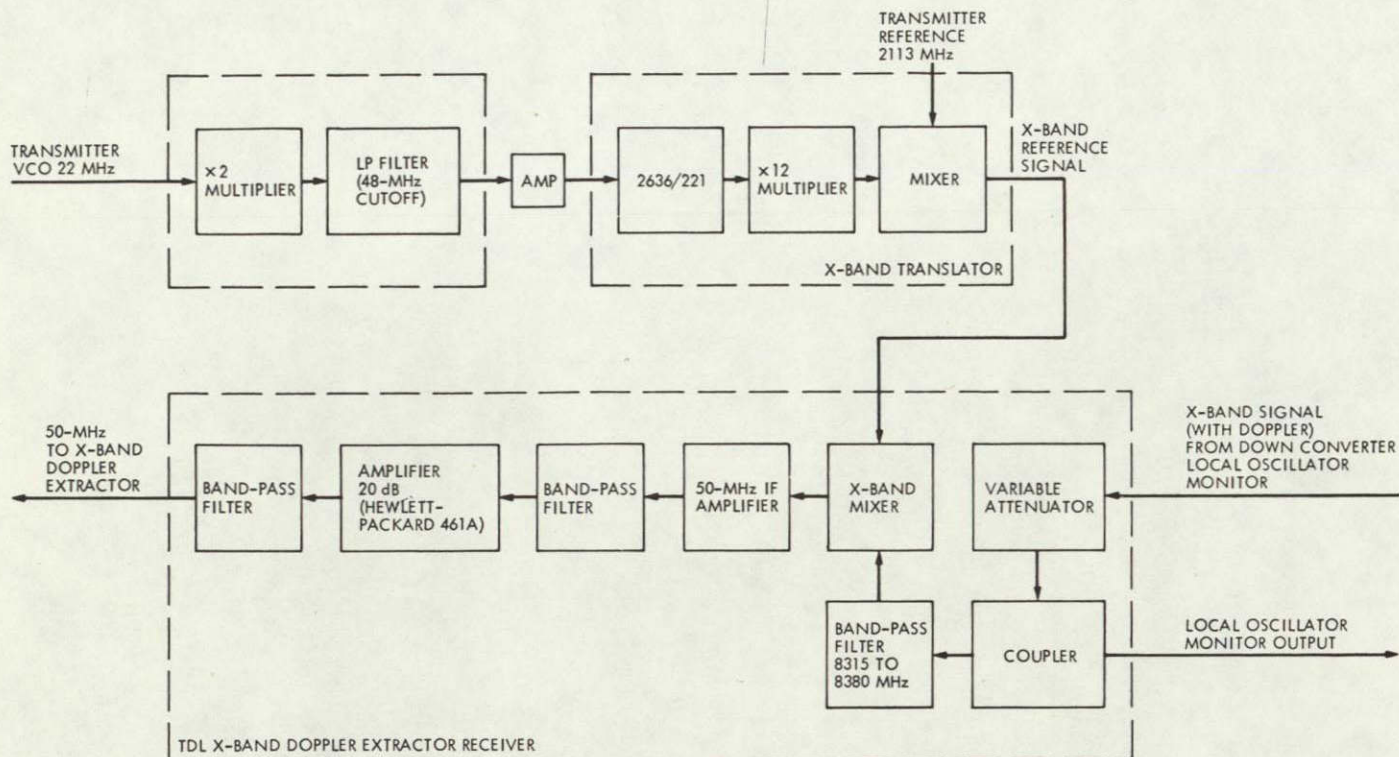 TRANSMITTER
REFERENCE
2113 MHz
TRANSMITTER
VCO 22 MHz
×2
MULTIPLIER
LP FILTER
(48-MHz
CUTOFF)
AMP
2636/221
×12
MULTIPLIER
MIXER
X-BAND
REFERENCE
SIGNAL
X-BAND TRANSLATOR
50-MHz
TO X-BAND
DOPPLER
EXTRACTOR
BAND-PASS
FILTER
AMPLIFIER
20 dB
(HEWLETT-
PACKARD 461A)
BAND-PASS
FILTER
50-MHz IF
AMPLIFIER
X-BAND
MIXER
VARIABLE
ATTENUATOR
X-BAND SIGNAL
(WITH DOPPLER)
FROM DOWN CONVERTER
LOCAL OSCILLATOR
MONITOR
BAND-PASS
FILTER
8315 TO
8380 MHz
COUPLER
LOCAL OSCILLATOR
MONITOR OUTPUT
TDL X-BAND DOPPLER EXTRACTOR RECEIVER